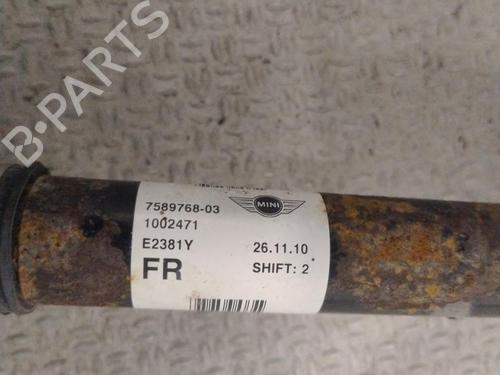 B-PARTS
MINI
7589768-03
1002471
E2381Y
26.11.10
FR
SHIFT: 2